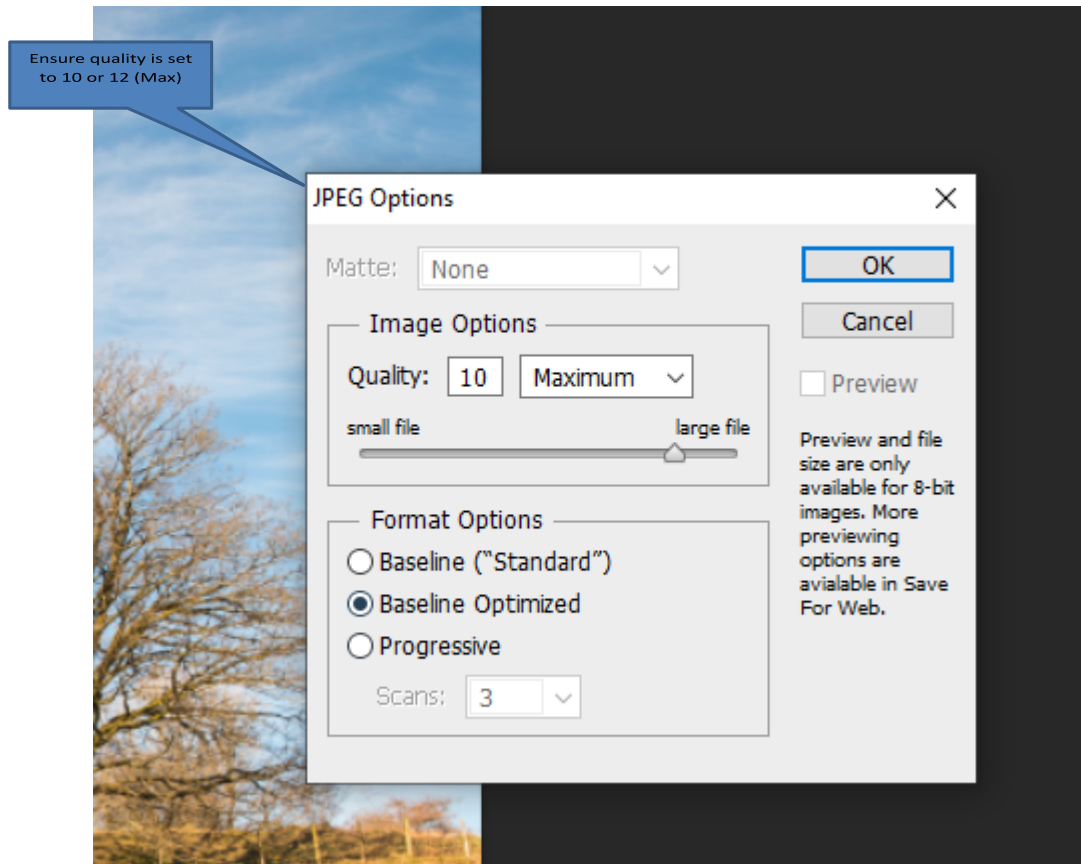 Ensure quality is set
to 10 or 12 (Max)
JPEG Options
Matte: None
OK
Cancel
Image Options
Quality: 10 Maximum
small file large file
Preview
Preview and file
size are only
available for 8-bit
images. More
previewing
options are
avialable in Save
For Web.
Format Options
Baseline (“Standard”)
Baseline Optimized
Progressive
Scans: 3